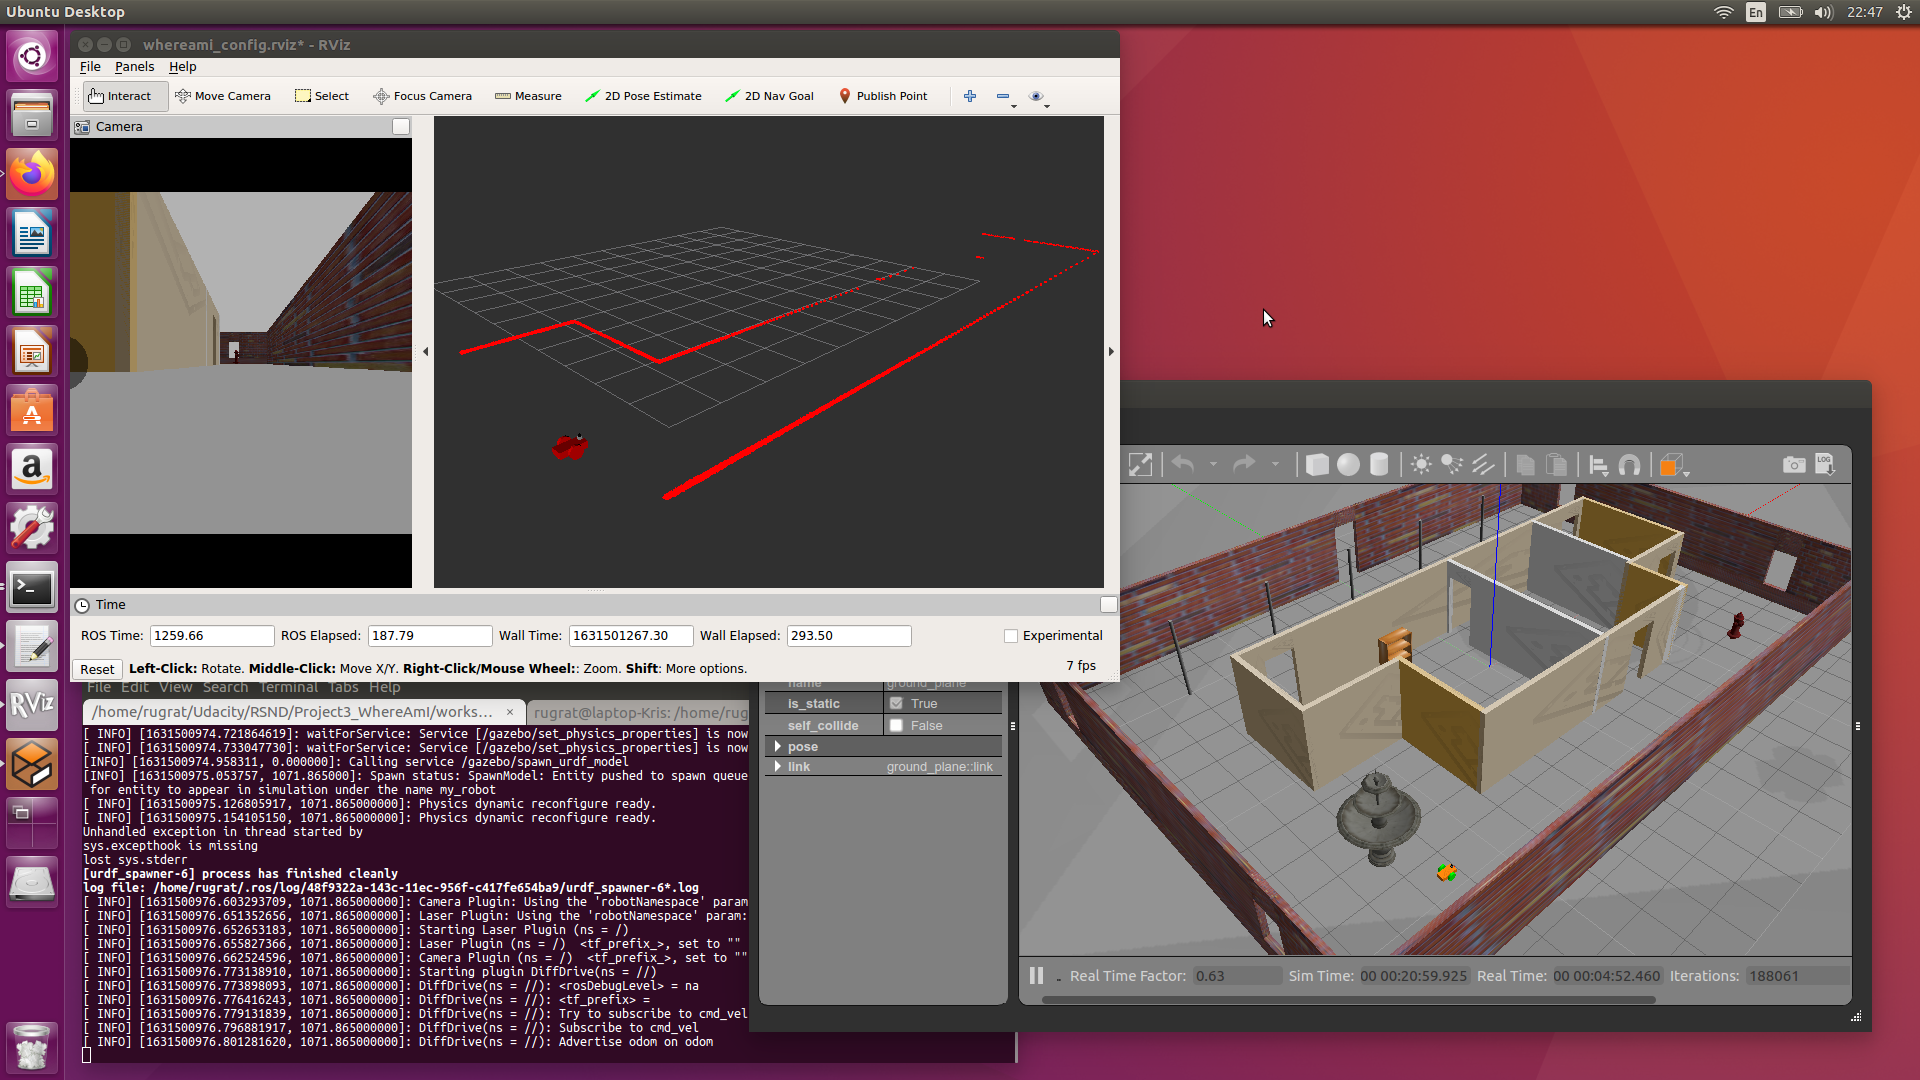 Ubuntu Desktop
En
22:47
whereami_config.rviz* - RViz
File Panels Help
Interact Move Camera Select Focus Camera Measure 2D Pose Estimate 2D Nav Goal Publish Point
Camera
Time
ROS Time: 1259.66 ROS Elapsed: 187.79 Wall Time: 1631501267.30 Wall Elapsed: 293.50 Experimental
Reset Left-Click: Rotate. Middle-Click: Move X/Y. Right-Click/Mouse Wheel:: Zoom. Shift: More options. 7 fps
File Edit View Search Terminal Tabs Help
/home/rugrat/Udacity/RSND/Project3_WhereAmI/works... × rugrat@laptop-Kris: /home/rug
[ INFO] [1631500974.721864619]: waitForService: Service [/gazebo/set_physics_properties] is now
[ INFO] [1631500974.733047730]: waitForService: Service [/gazebo/set_physics_properties] is now
[INFO] [1631500974.958311, 0.000000]: Calling service /gazebo/spawn_urdf_model
[INFO] [1631500975.053757, 1071.865000]: Spawn status: SpawnModel: Entity pushed to spawn queue
for entity to appear in simulation under the name my_robot
[ INFO] [1631500975.126805917, 1071.865000000]: Physics dynamic reconfigure ready.
[ INFO] [1631500975.154105150, 1071.865000000]: Physics dynamic reconfigure ready.
Unhandled exception in thread started by
sys.excepthook is missing
lost sys.stderr
[urdf_spawner-6] process has finished cleanly
log file: /home/rugrat/.ros/log/48f9322a-143c-11ec-956f-c417fe654ba9/urdf_spawner-6*.log
[ INFO] [1631500976.603293709, 1071.865000000]: Camera Plugin: Using the 'robotNamespace' param
[ INFO] [1631500976.651352656, 1071.865000000]: Laser Plugin: Using the 'robotNamespace' param:
[ INFO] [1631500976.652653183, 1071.865000000]: Starting Laser Plugin (ns = /)
[ INFO] [1631500976.655827366, 1071.865000000]: Laser Plugin (ns = /) <tf_prefix_>, set to ""
[ INFO] [1631500976.662524596, 1071.865000000]: Camera Plugin (ns = /) <tf_prefix_>, set to ""
[ INFO] [1631500976.773138910, 1071.865000000]: Starting plugin DiffDrive(ns = //)
[ INFO] [1631500976.773898093, 1071.865000000]: DiffDrive(ns = //): <rosDebugLevel> = na
[ INFO] [1631500976.776416243, 1071.865000000]: DiffDrive(ns = //): <tf_prefix> =
[ INFO] [1631500976.779131839, 1071.865000000]: DiffDrive(ns = //): Try to subscribe to cmd_vel
[ INFO] [1631500976.796881917, 1071.865000000]: DiffDrive(ns = //): Subscribe to cmd_vel
[ INFO] [1631500976.801281620, 1071.865000000]: DiffDrive(ns = //): Advertise odom on odom
name ground_plane
is_static True
self_collide False
pose
link ground_plane::link
LOG
Real Time Factor: 0.63 Sim Time: 00 00:20:59.925 Real Time: 00 00:04:52.460 Iterations: 188061
RViz